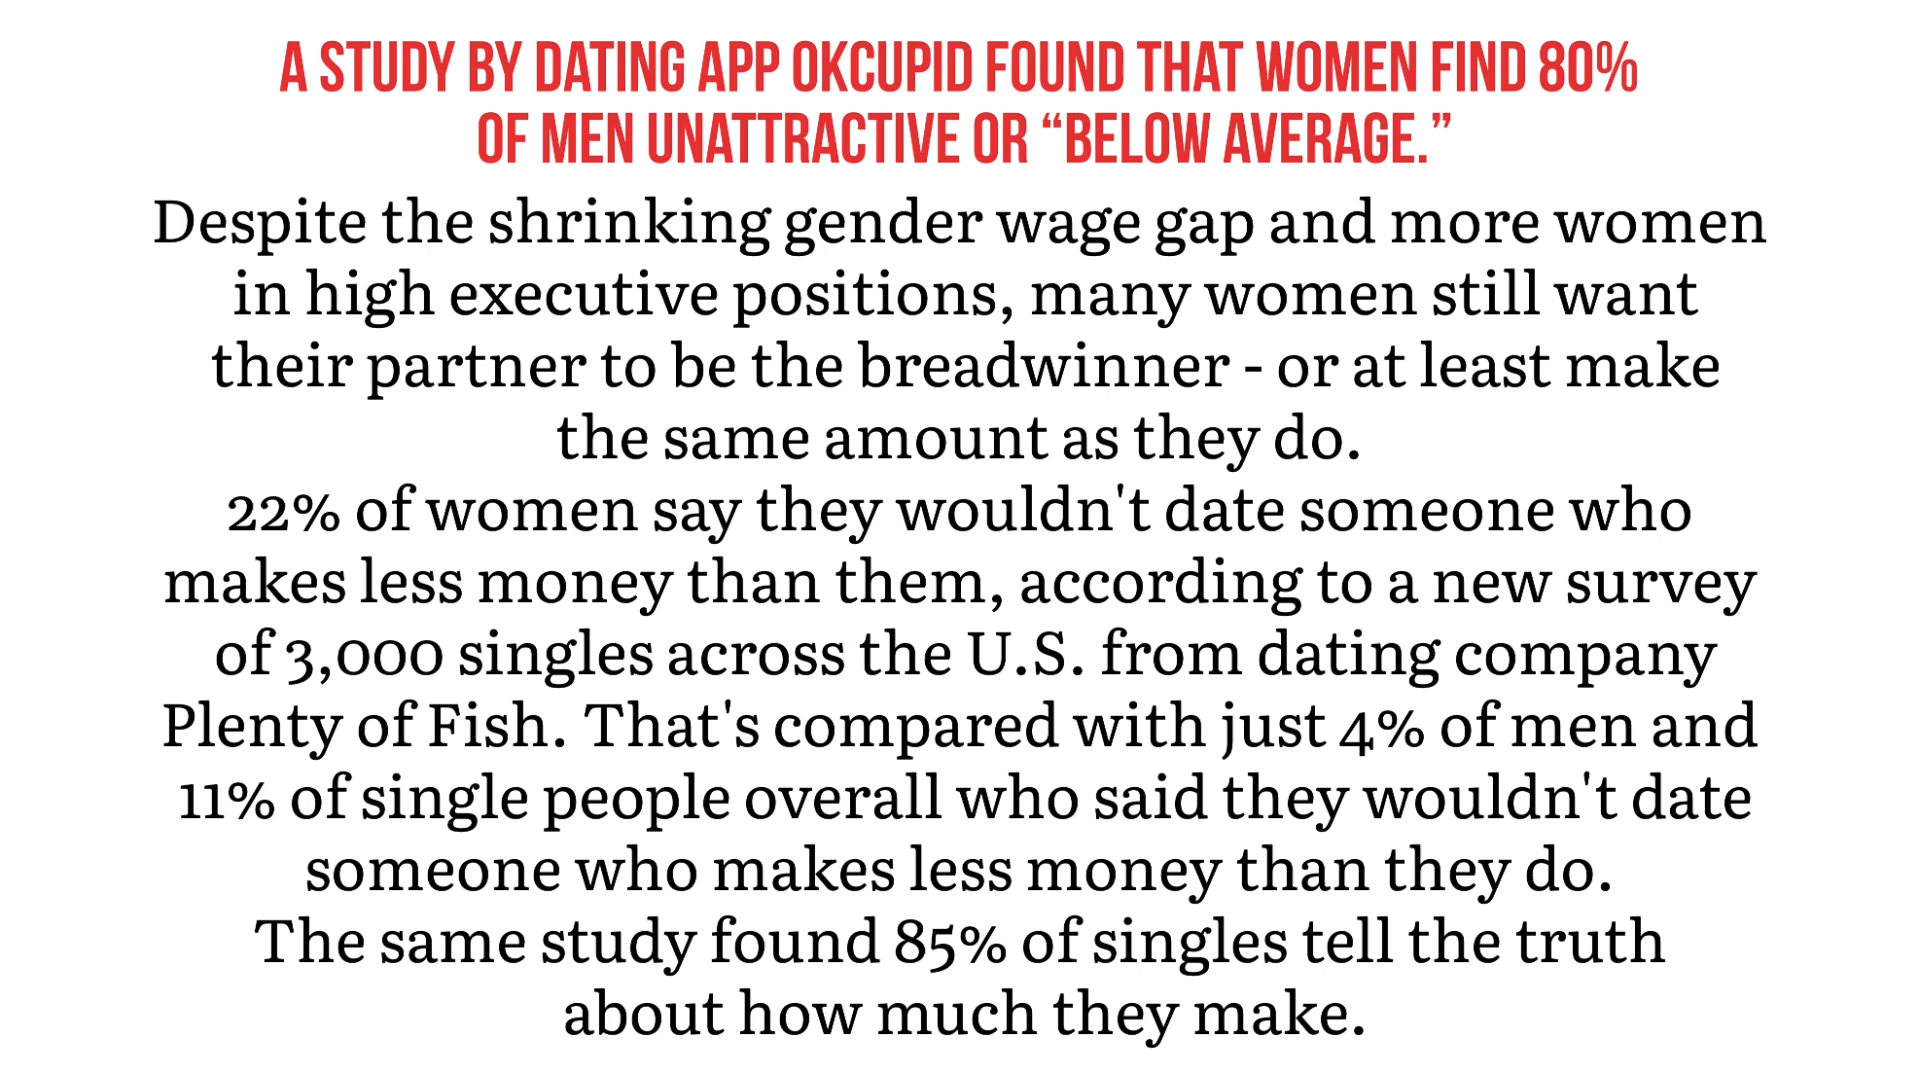 A STUDY BY DATING APP OKCUPID FOUND THAT WOMEN FIND 80%
OF MEN UNATTRACTIVE OR “BELOW AVERAGE.”
Despite the shrinking gender wage gap and more women
in high executive positions, many women still want
their partner to be the breadwinner - or at least make
the same amount as they do.
22% of women say they wouldn't date someone who
makes less money than them, according to a new survey
of 3,000 singles across the U.S. from dating company
Plenty of Fish. That's compared with just 4% of men and
11% of single people overall who said they wouldn't date
someone who makes less money than they do.
The same study found 85% of singles tell the truth
about how much they make.